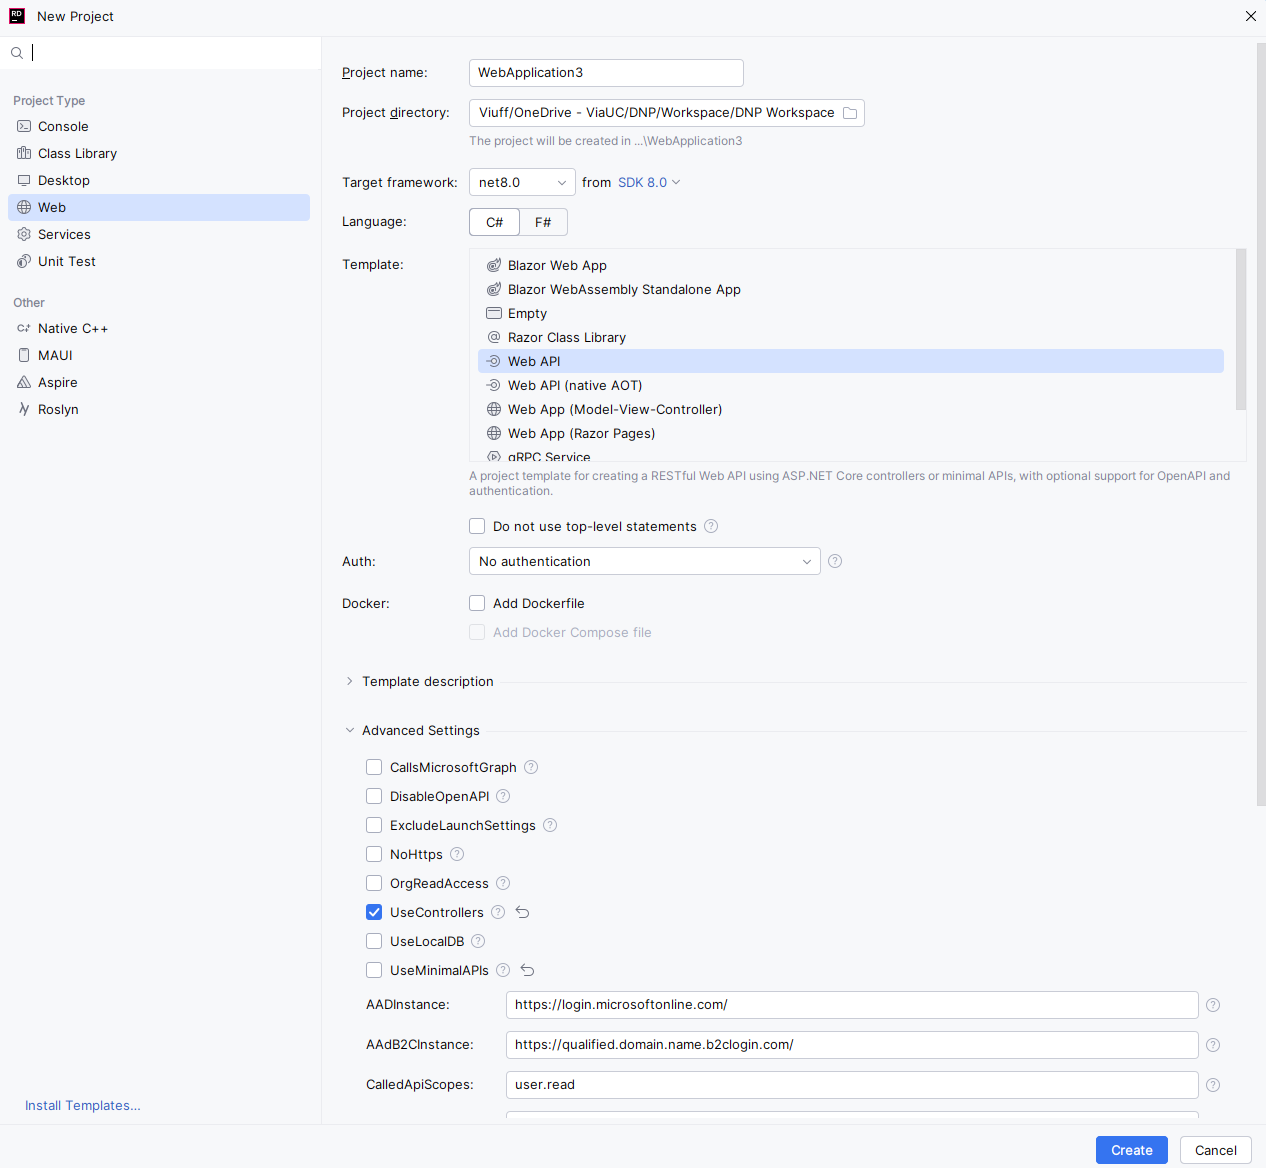 RD
New Project
Project Type
Console
Class Library
Desktop
Web
Services
Unit Test
Other
Native C++
MAUI
Aspire
Roslyn
Install Templates...
Project name: WebApplication3
Project directory: Viuff/OneDrive - ViaUC/DNP/Workspace/DNP Workspace
The project will be created in ...\WebApplication3
Target framework: net8.0 from SDK 8.0
Language: C# F#
Template:
Blazor Web App
Blazor WebAssembly Standalone App
Empty
Razor Class Library
Web API
Web API (native AOT)
Web App (Model-View-Controller)
Web App (Razor Pages)
gRPC Service
A project template for creating a RESTful Web API using ASP.NET Core controllers or minimal APIs, with optional support for OpenAPI and
authentication.
Do not use top-level statements ?
Auth: No authentication ?
Docker: Add Dockerfile
Add Docker Compose file
Template description
Advanced Settings
CallsMicrosoftGraph ?
DisableOpenAPI ?
ExcludeLaunchSettings ?
NoHttps ?
OrgReadAccess ?
UseControllers ?
UseLocalDB ?
UseMinimalAPIs ?
AADInstance: https://login.microsoftonline.com/ ?
AAdB2CInstance: https://qualified.domain.name.b2clogin.com/ ?
CalledApiScopes: user.read ?
Create Cancel